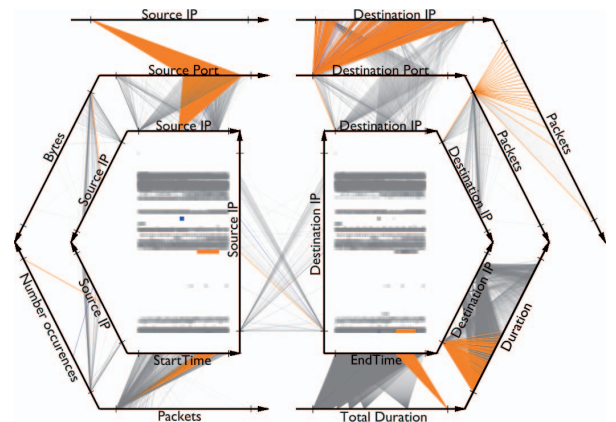 Source IP
Destination IP
Source Port
Destination Port
Source IP
Destination IP
Bytes
Source IP
Source IP
Destination IP
Destination IP
Packets
Packets
Number occurences
Source IP
Destination IP
Duration
StartTime
EndTime
Packets
Total Duration